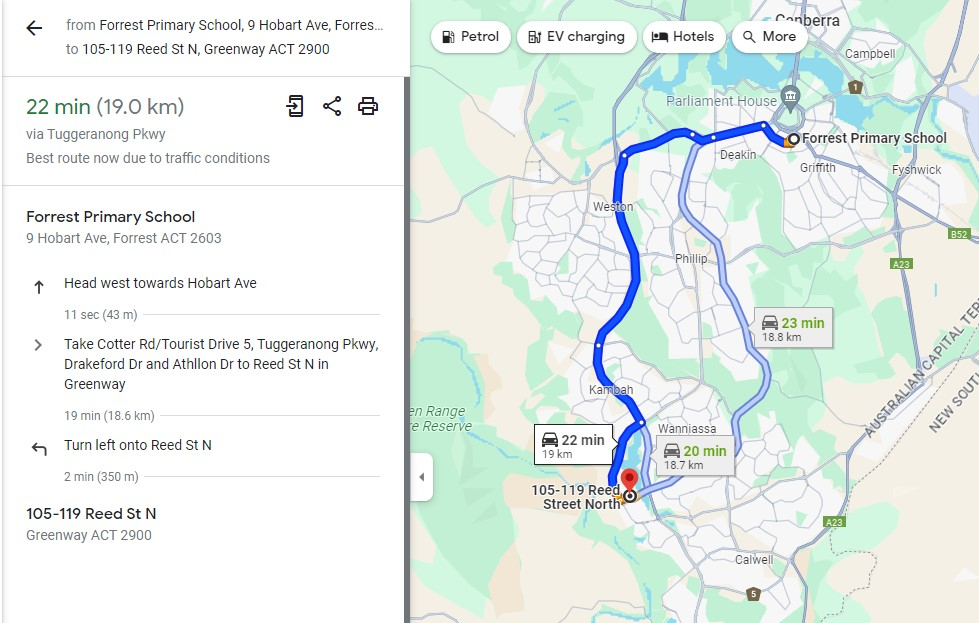 from Forrest Primary School, 9 Hobart Ave, Forres...
to 105-119 Reed St N, Greenway ACT 2900
22 min (19.0 km)
via Tuggeranong Pkwy
Best route now due to traffic conditions
Forrest Primary School
9 Hobart Ave, Forrest ACT 2603
Head west towards Hobart Ave
11 sec (43 m)
Take Cotter Rd/Tourist Drive 5, Tuggeranong Pkwy,
Drakeford Dr and Athllon Dr to Reed St N in
Greenway
19 min (18.6 km)
Turn left onto Reed St N
2 min (350 m)
105-119 Reed St N
Greenway ACT 2900
Petrol
EV charging
Hotels
More
Canberra
Campbell
1
Parliament House
Forrest Primary School
Deakin
Griffith
Fyshwick
Weston
B52
Phillip
A23
23 min
18.8 km
AUSTRALIAN CAPITAL TER
NEW SOUT
Kambah
en Range
re Reserve
Wanniassa
22 min
19 km
20 min
18.7 km
105-119 Reed
Street North
A23
Calwell
5